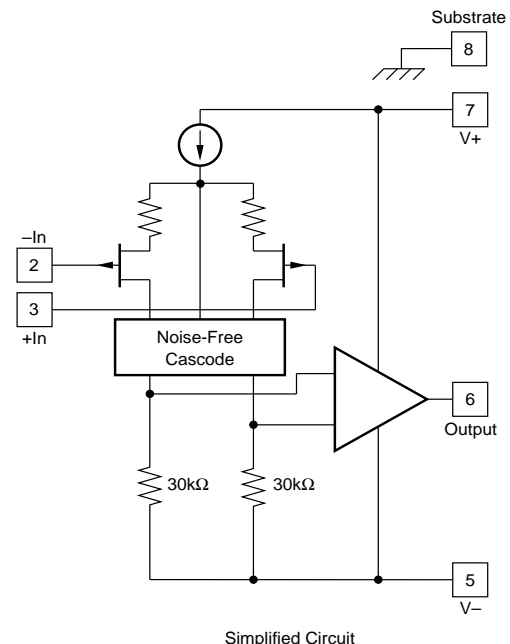 Substrate
8
7
V+
–In
2
3
+In
Noise-Free
Cascode
6
Output
30kΩ
30kΩ
5
V–
Simplified Circuit